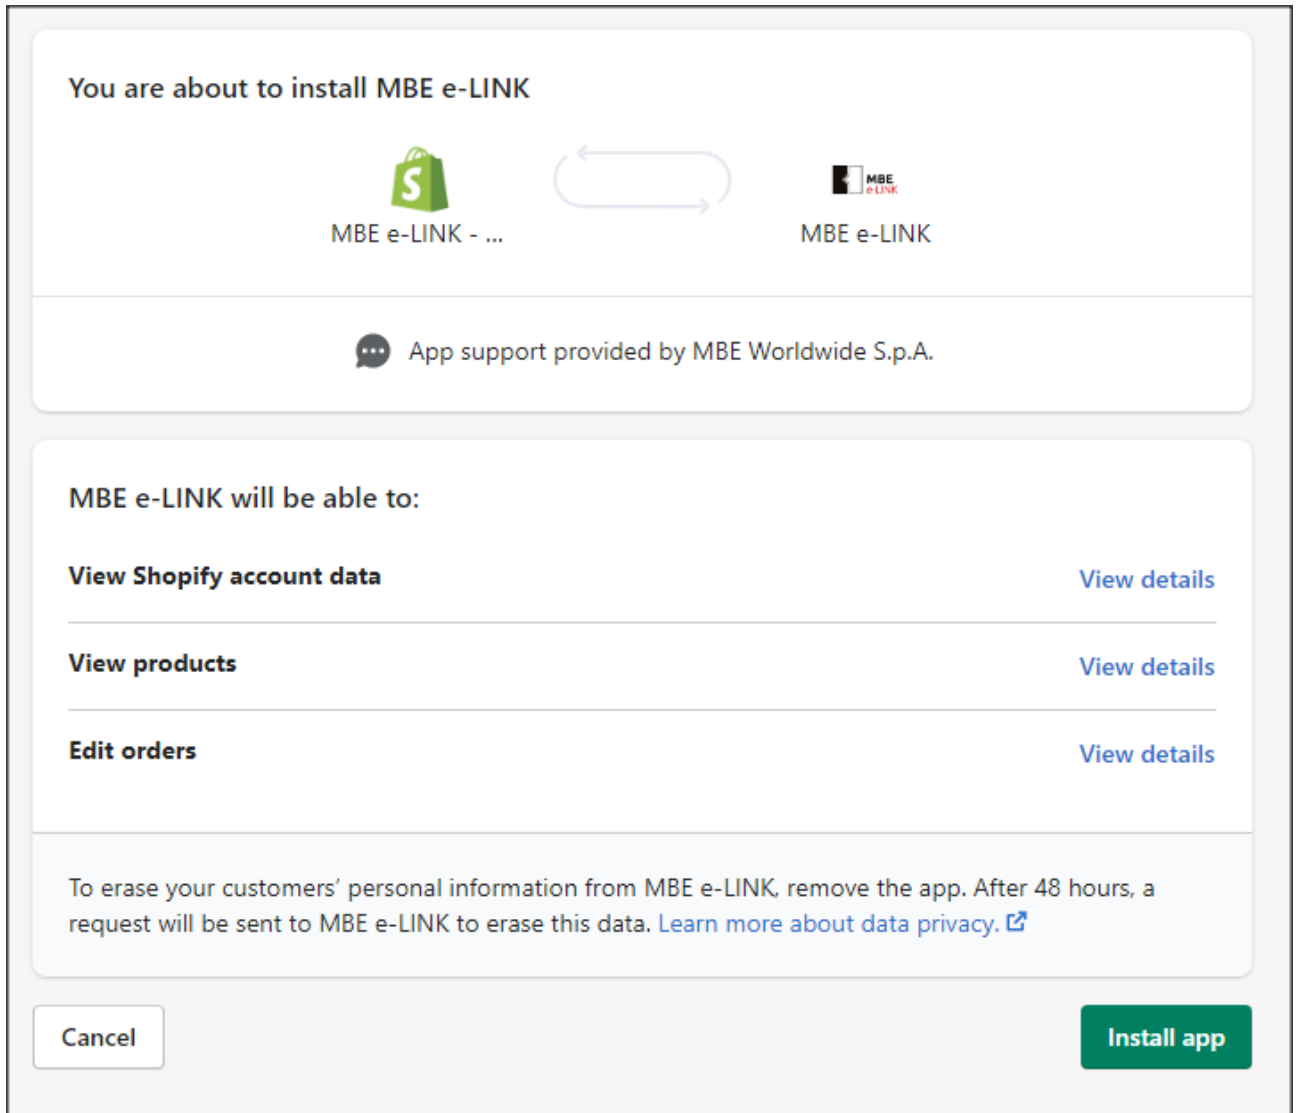 You are about to install MBE e-LINK
S
MBE
e-LINK
MBE e-LINK - ...
MBE e-LINK
App support provided by MBE Worldwide S.p.A.
MBE e-LINK will be able to:
View Shopify account data
View details
View products
View details
Edit orders
View details
To erase your customers’ personal information from MBE e-LINK, remove the app. After 48 hours, a
request will be sent to MBE e-LINK to erase this data. Learn more about data privacy.
Cancel
Install app